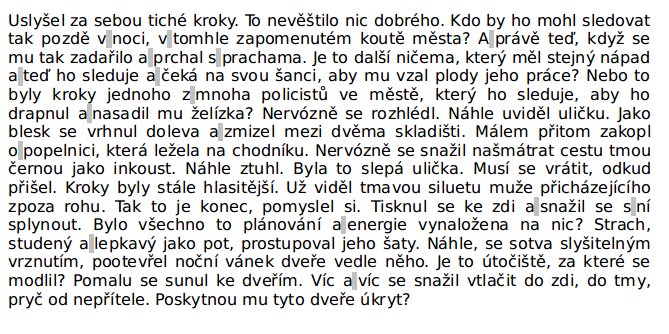 Uslyšel za sebou tiché kroky. To nevěštilo nic dobrého. Kdo by ho mohl sledovat
tak pozdě v noci, v tomhle zapomenutém koutě města? A právě teď, když se
mu tak zadařilo a prchal s prachama. Je to další ničema, který měl stejný nápad
a teď ho sleduje a čeká na svou šanci, aby mu vzal plody jeho práce? Nebo to
byly kroky jednoho z mnoha policistů ve městě, který ho sleduje, aby ho
drapnul a nasadil mu želízka? Nervózně se rozhlédl. Náhle uviděl uličku. Jako
blesk se vrhnul doleva a zmizel mezi dvěma skladišti. Málem přitom zakopl
o popelnici, která ležela na chodníku. Nervózně se snažil našmátrat cestu tmou
černou jako inkoust. Náhle ztuhl. Byla to slepá ulička. Musí se vrátit, odkud
přišel. Kroky byly stále hlasitější. Už viděl tmavou siluetu muže přicházejícího
zpoza rohu. Tak to je konec, pomyslel si. Tisknul se ke zdi a snažil se s ní
splynout. Bylo všechno to plánování a energie vynaložena na nic? Strach,
studený a lepkavý jako pot, prostupoval jeho šaty. Náhle, se sotva slyšitelným
vrznutím, pootevřel noční vánek dveře vedle něho. Je to útočiště, za které se
modlil? Pomalu se sunul ke dveřím. Víc a víc se snažil vtlačit do zdi, do tmy,
pryč od nepřítele. Poskytnou mu tyto dveře úkryt?